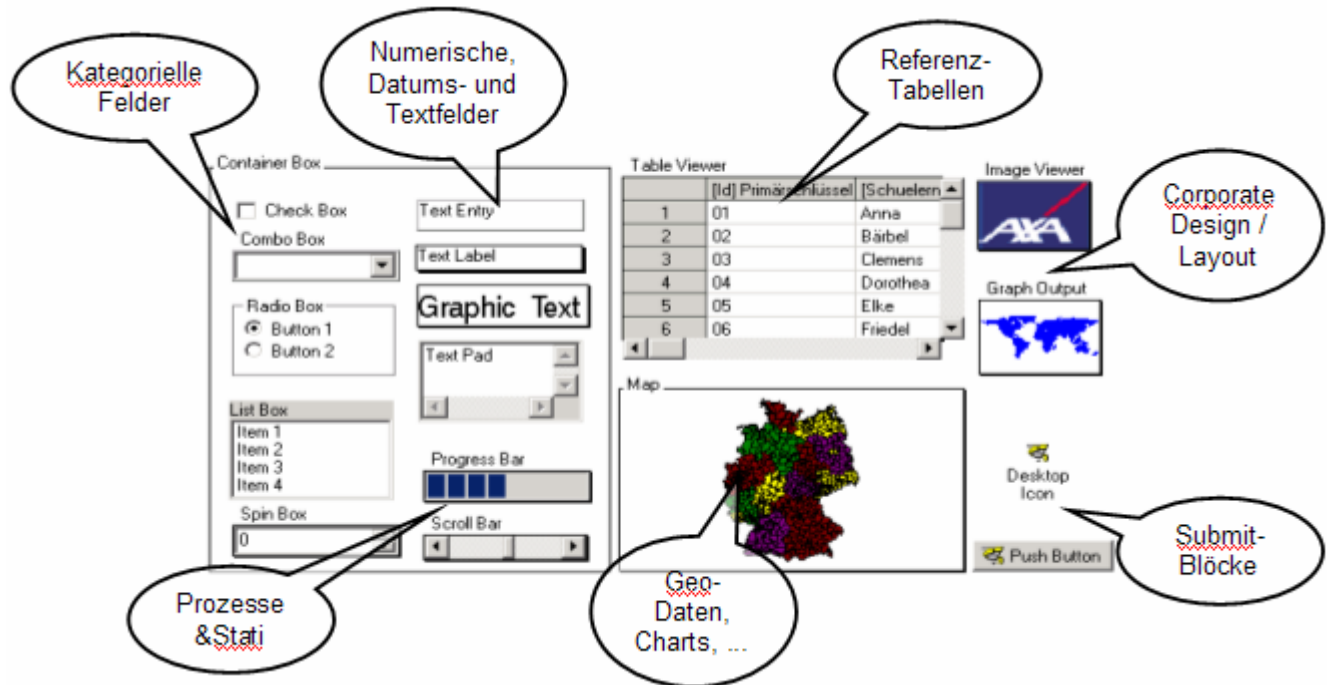 Kategorielle
Felder
Numerische,
Datums- und
Textfelder
Referenz-
Tabellen
Corporate
Design /
Layout
Container Box
Check Box
Combo Box
Radio Box
Button 1
Button 2
List Box
Item 1
Item 2
Item 3
Item 4
Spin Box
0
Text Entry
Text Label
Graphic Text
Text Pad
Progress Bar
Scroll Bar
Table Viewer
[Id] Primärschlüssel [Schuelern
1 01 Anna
2 02 Bärbel
3 03 Clemens
4 04 Dorothea
5 05 Elke
6 06 Friedel
Image Viewer
AXA
Graph Output
Map
Desktop
Icon
Push Button
Prozesse
&Stati
Geo-
Daten,
Charts, ...
Submit-
Blöcke